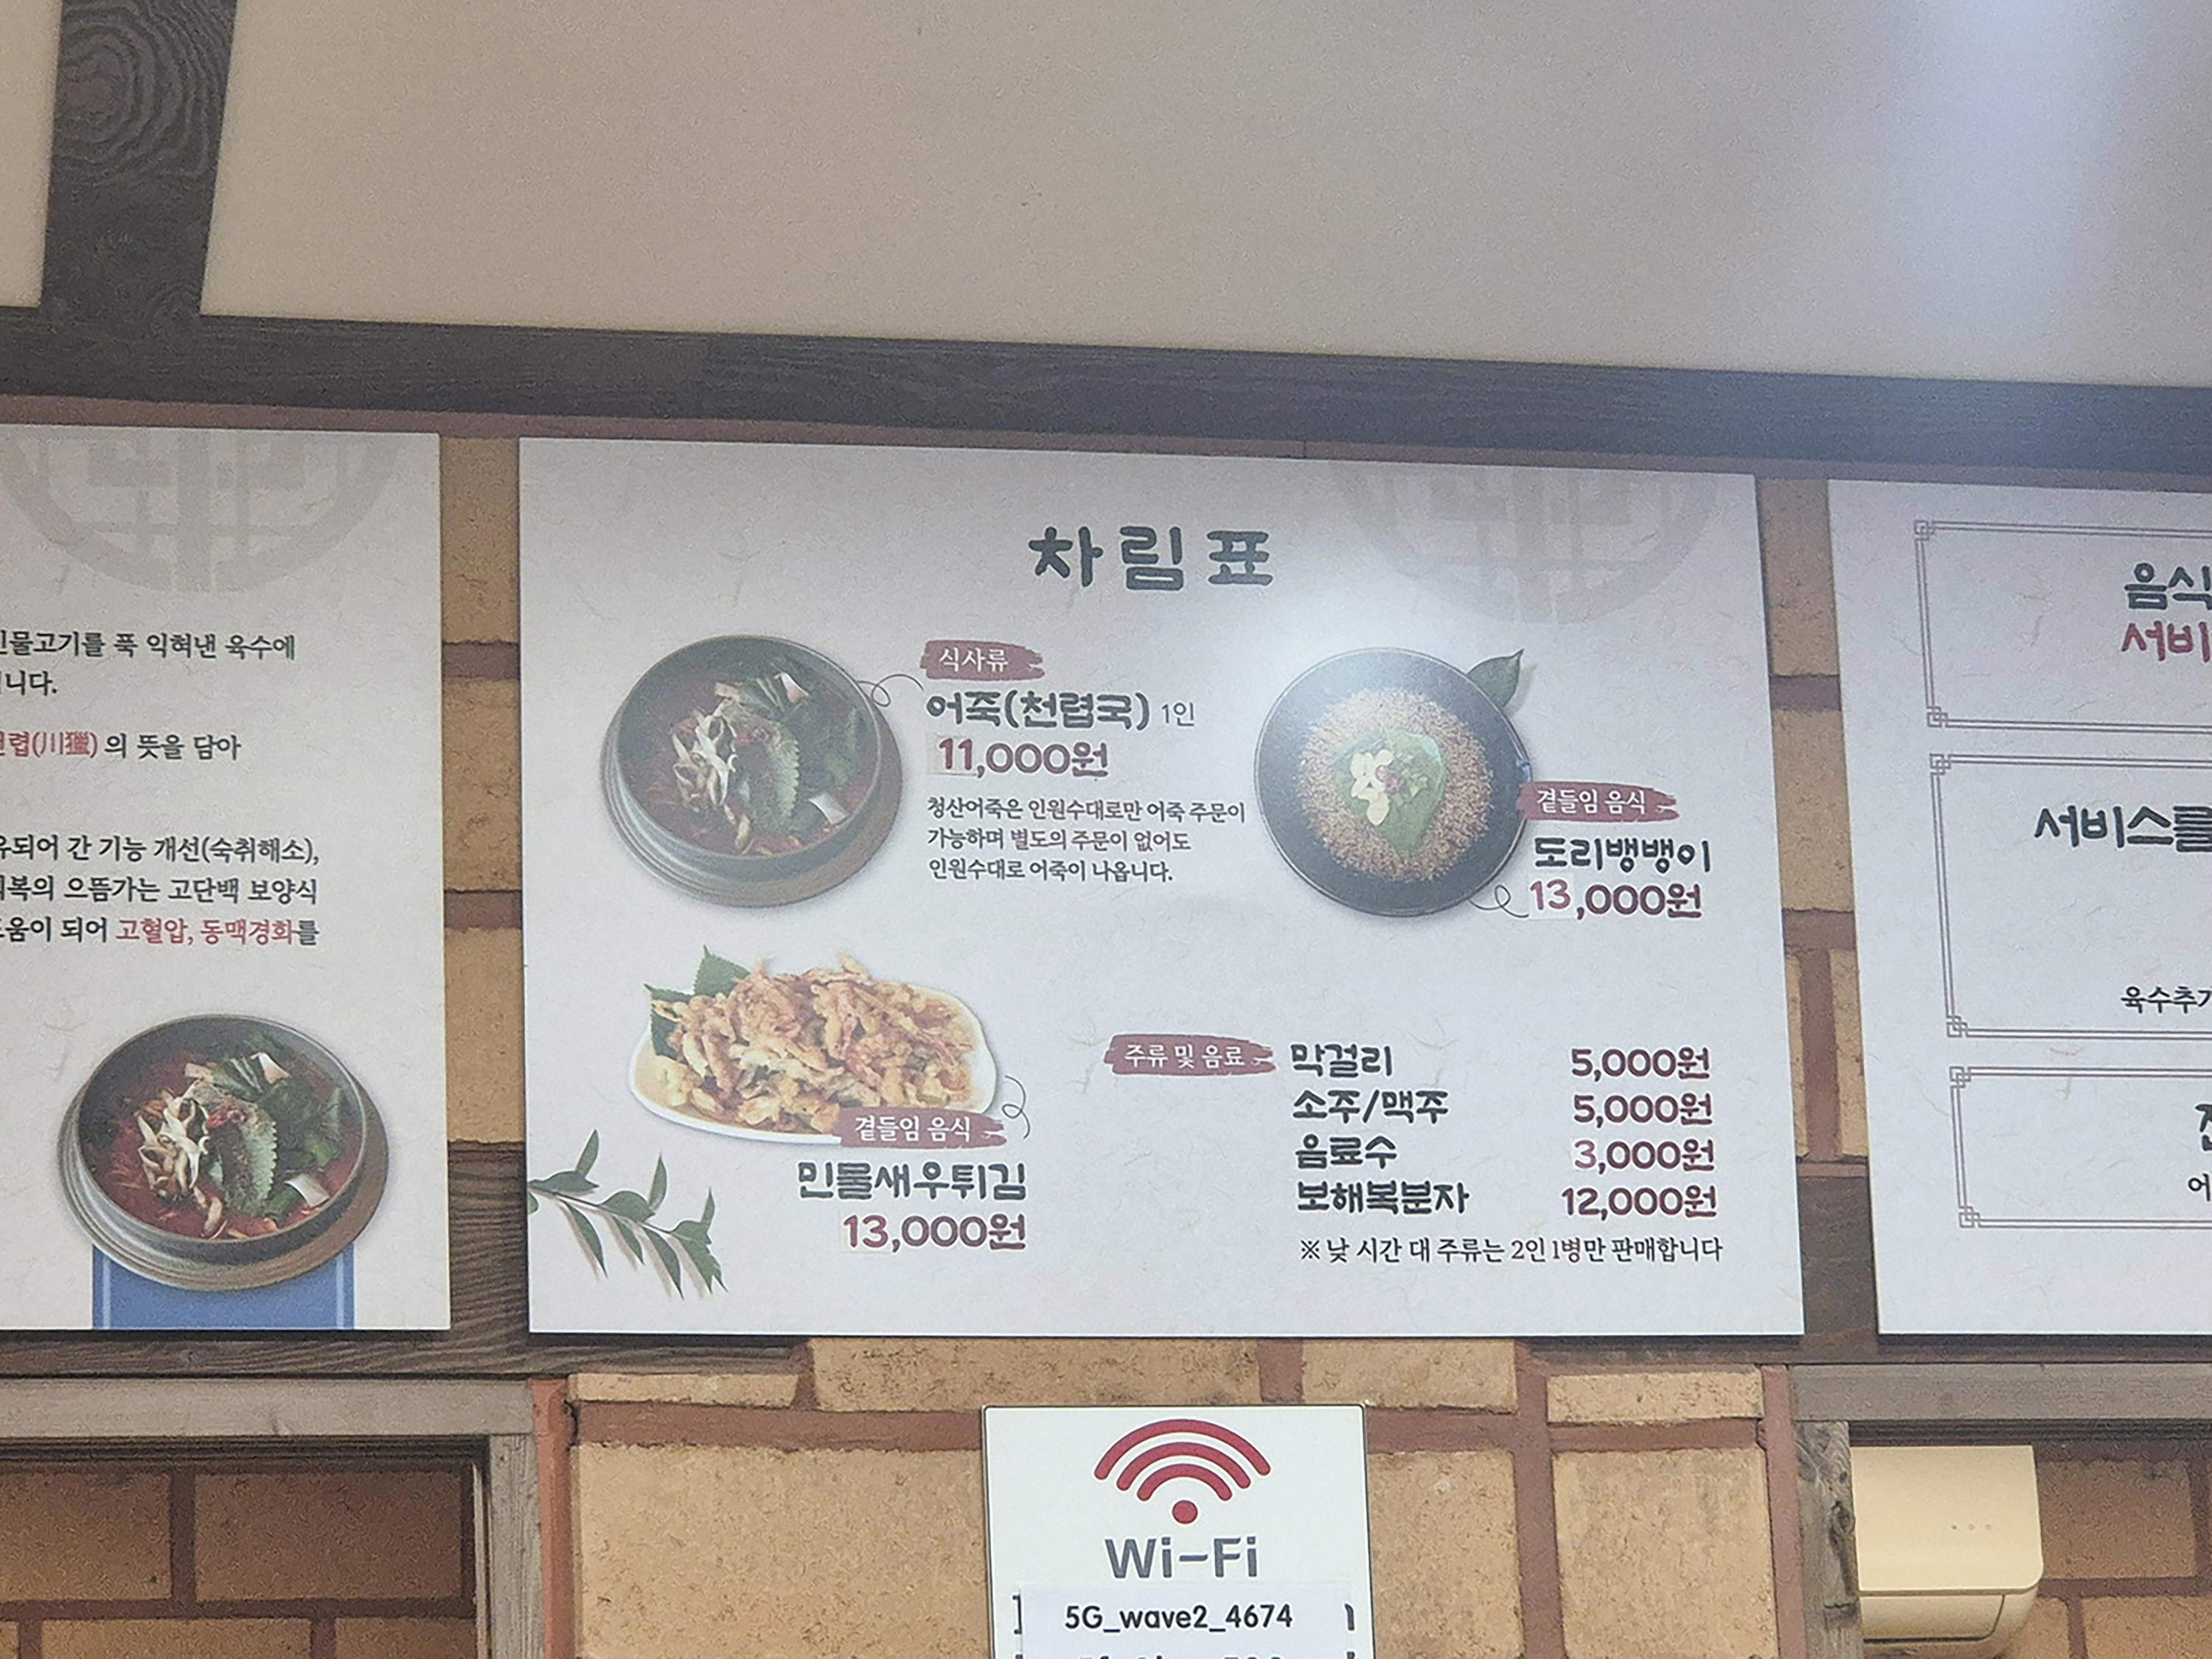 물고기를 푹 익혀낸 육수에
니다.
렵(川獵) 의 뜻을 담아
되어 간 기능 개선(숙취해소),
복의 으뜸가는 고단백 보양식
움이 되어 고혈압, 동맥경화를
차림표
식사류
어죽(천렵국) 1인
11,000원
청산어죽은 인원수대로만 어죽 주문이
가능하며 별도의 주문이 없어도
인원수대로 어죽이 나옵니다.
곁들임 음식
도리뱅뱅이
13,000원
곁들임 음식
민물새우튀김
13,000원
주류 및 음료
막걸리 5,000원
소주/맥주 5,000원
음료수 3,000원
보해복분자 12,000원
※ 낮 시간 대 주류는 2인 1병만 판매합니다
음식
서비
서비스를
육수추가
어
Wi-Fi
5G_wave2_4674